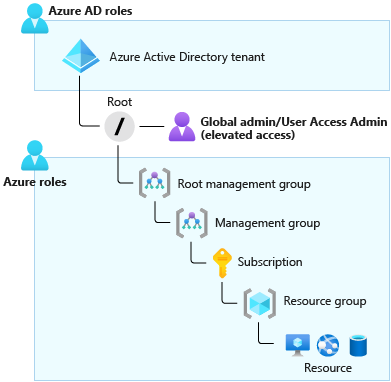 Azure AD roles
Azure Active Directory tenant
Root
/
Global admin/User Access Admin
(elevated access)
Azure roles
Root management group
Management group
Subscription
Resource group
Resource